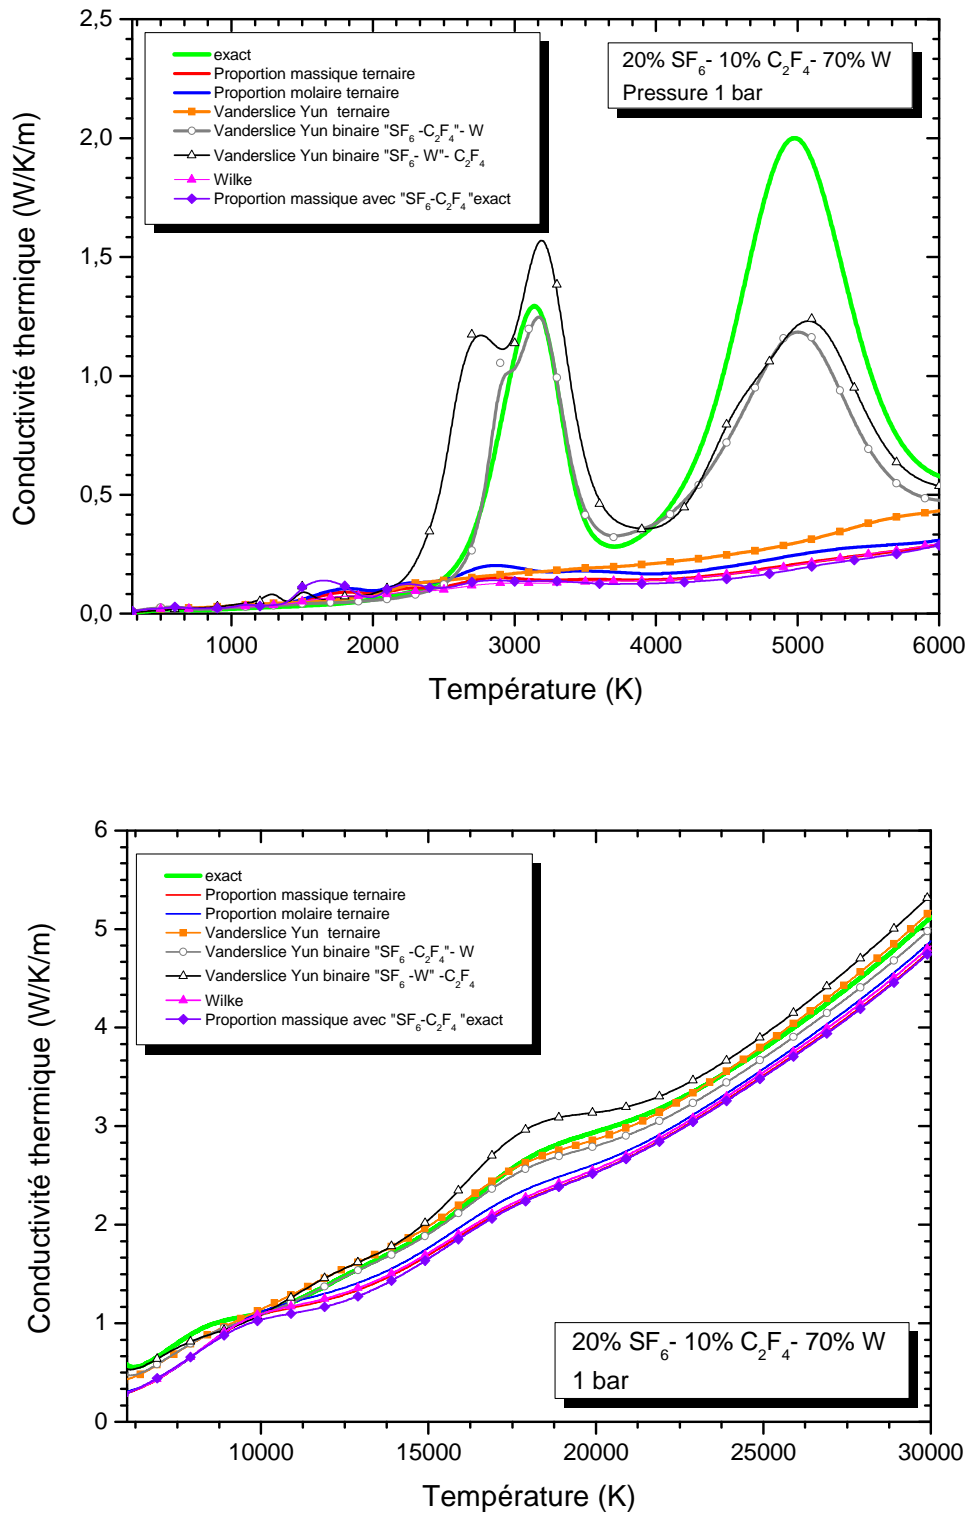 2,5
2,0
1,5
1,0
0,5
0,0
Conductivité thermique (W/K/m)
exact
Proportion massique ternaire
Proportion molaire ternaire
Vanderslice Yun  ternaire
Vanderslice Yun binaire "SF6 -C2F4"- W
Vanderslice Yun binaire "SF6- W"- C2F4
Wilke
Proportion massique avec "SF6-C2F4 "exact
20% SF6- 10% C2F4- 70% W
Pressure 1 bar
1000 2000 3000 4000 5000 6000
Température (K)
6
5
4
3
2
1
0
Conductivité thermique (W/K/m)
exact
Proportion massique ternaire
Proportion molaire ternaire
Vanderslice Yun  ternaire
Vanderslice Yun binaire "SF6 -C2F4"- W
Vanderslice Yun binaire "SF6 -W" -C2F4
Wilke
Proportion massique avec "SF6-C2F4 "exact
20% SF6- 10% C2F4- 70% W
1 bar
10000 15000 20000 25000 30000
Température (K)